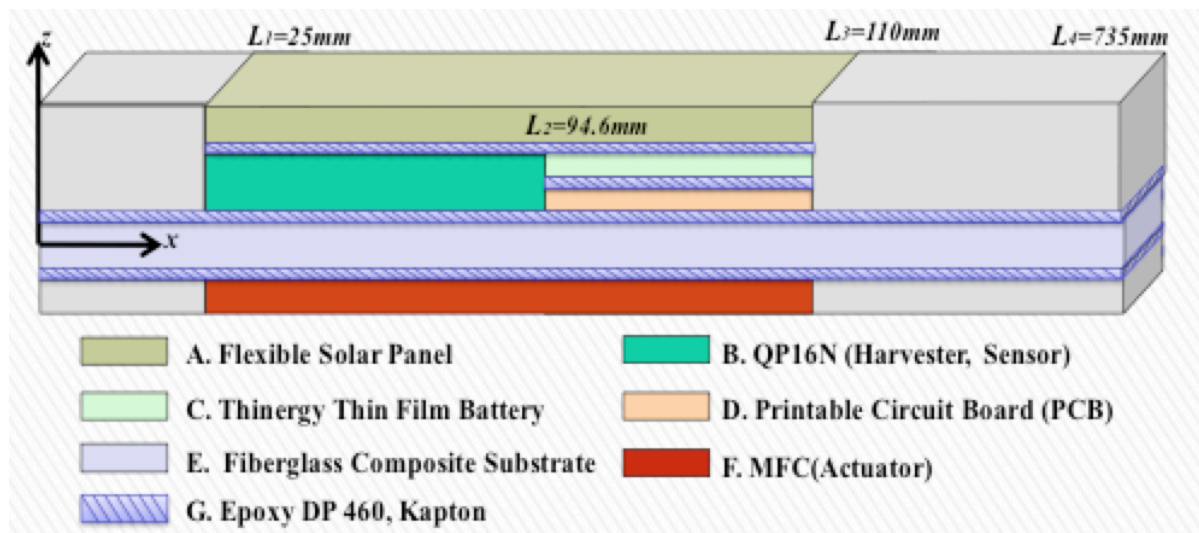 z
L1=25mm
L3=110mm
L4=735mm
L2=94.6mm
x
A. Flexible Solar Panel
B. QP16N (Harvester, Sensor)
C. Thinergy Thin Film Battery
D. Printable Circuit Board (PCB)
E. Fiberglass Composite Substrate
F. MFC(Actuator)
G. Epoxy DP 460, Kapton